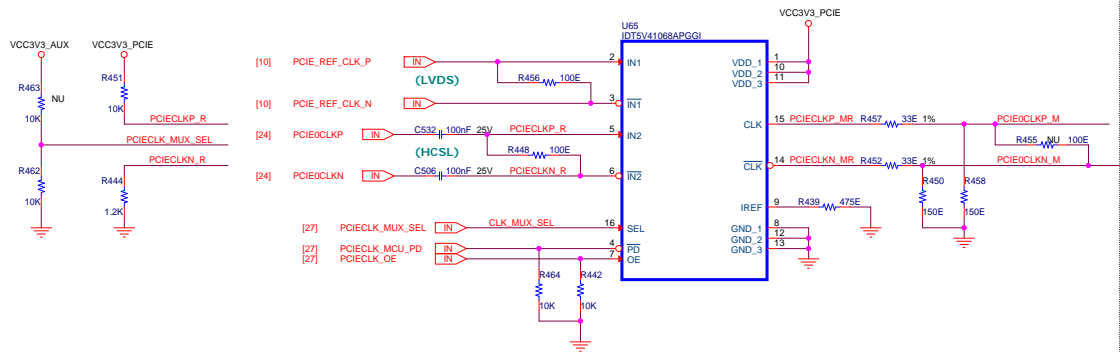 VCC3V3_AUX
VCC3V3_PCIE
R463
NU
10K
R451
10K
PCIECLKP_R
PCIECLK_MUX_SEL
PCIECLKN_R
R462
10K
R444
1.2K
[10] PCIE_REF_CLK_P IN
(LVDS)
R456 100E
[10] PCIE_REF_CLK_N IN
[24] PCIE0CLKP IN C532 100nF 25V PCIECLKP_R
(HCSL)
R448 100E
[24] PCIE0CLKN IN C506 100nF 25V PCIECLKN_R
[27] PCIECLK_MUX_SEL IN CLK_MUX_SEL
[27] PCIECLK_MCU_PD IN
[27] PCIECLK_OE IN
R464
10K
R442
10K
U65
IDT5V41068APGGI
2 IN1
3 IN1
5 IN2
6 IN2
16 SEL
4 PD
7 OE
VCC3V3_PCIE
VDD_1 1
VDD_2 10
VDD_3 11
CLK 15
CLK 14
IREF 9
GND_1 8
GND_2 12
GND_3 13
PCIECLKP_MR R457 33E 1% PCIE0CLKP_M
R455 NU 100E
PCIECLKN_MR R452 33E 1% PCIE0CLKN_M
R450
150E
R458
150E
R439 475E